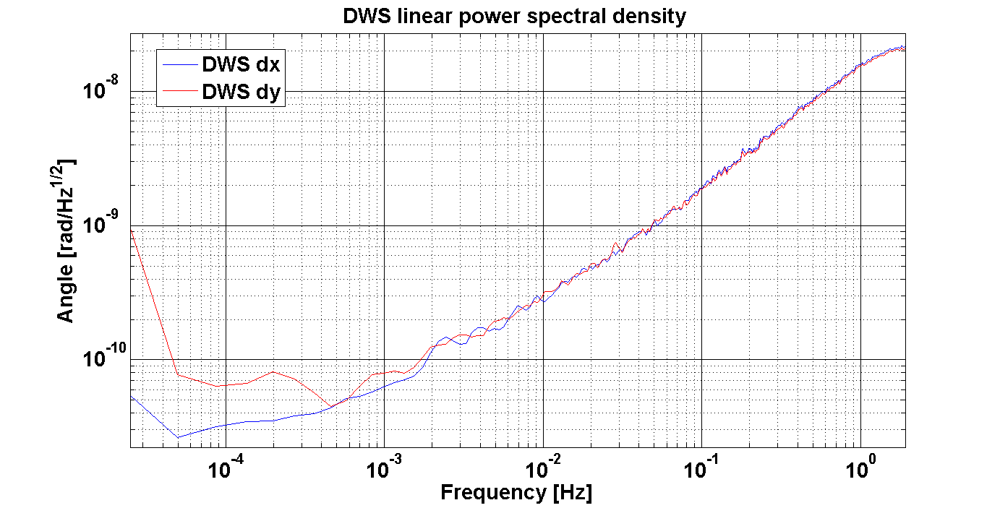 DWS linear power spectral density
DWS dx
DWS dy
10^-8
10^-9
10^-10
Angle [rad/Hz^1/2]
10^-4 10^-3 10^-2 10^-1 10^0
Frequency [Hz]